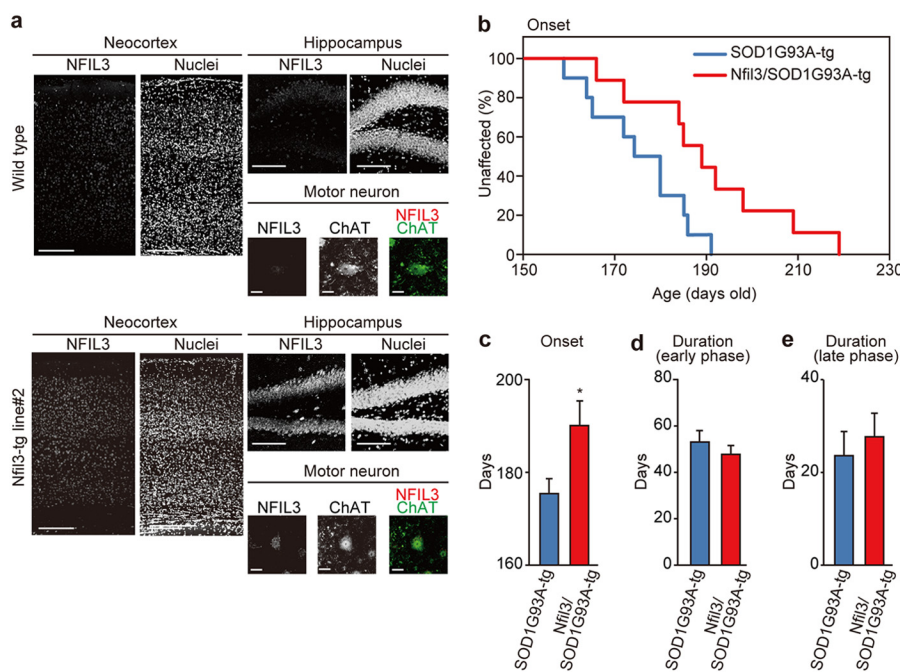 a
Neocortex
Hippocampus
NFIL3
Nuclei
NFIL3
Nuclei
Wild type
Motor neuron
NFIL3
ChAT
NFIL3
ChAT
Neocortex
Hippocampus
NFIL3
Nuclei
NFIL3
Nuclei
Nfil3-tg line#2
Motor neuron
NFIL3
ChAT
NFIL3
ChAT
b
Onset
SOD1G93A-tg
Nfil3/SOD1G93A-tg
Unaffected (%)
100
80
60
40
20
0
150
170
190
210
230
Age (days old)
c
Onset
Days
200
180
160
*
SOD1G93A-tg
Nfil3/
SOD1G93A-tg
d
Duration
(early phase)
Days
80
60
40
20
0
SOD1G93A-tg
Nfil3/
SOD1G93A-tg
e
Duration
(late phase)
Days
40
20
0
SOD1G93A-tg
Nfil3/
SOD1G93A-tg